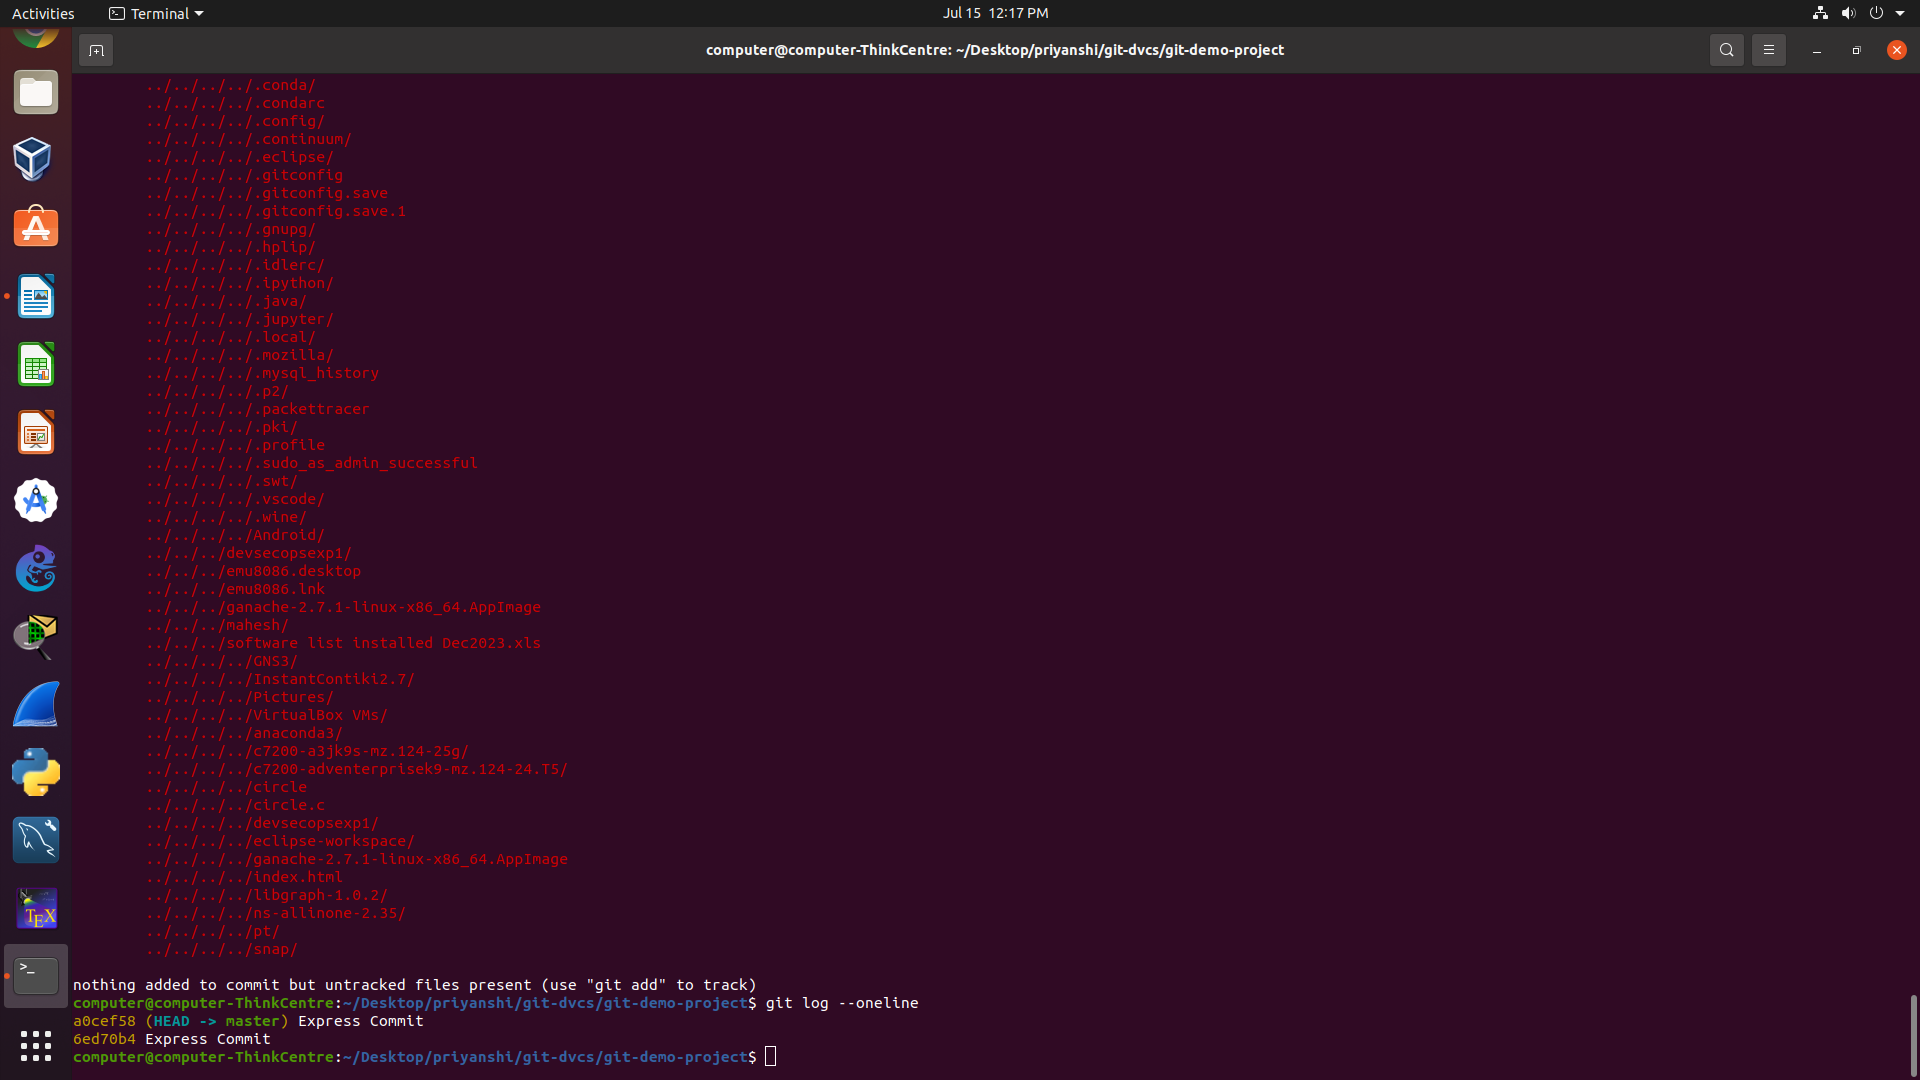 Activities
Terminal
Jul 15 12:17 PM
computer@computer-ThinkCentre: ~/Desktop/priyanshi/git-dvcs/git-demo-project
../../../../.conda/
../../../../.condarc
../../../../.config/
../../../../.continuum/
../../../../.eclipse/
../../../../.gitconfig
../../../../.gitconfig.save
../../../../.gitconfig.save.1
../../../../.gnupg/
../../../../.hplip/
../../../../.idlerc/
../../../../.ipython/
../../../../.java/
../../../../.jupyter/
../../../../.local/
../../../../.mozilla/
../../../../.mysql_history
../../../../.p2/
../../../../.packettracer
../../../../.pki/
../../../../.profile
../../../../.sudo_as_admin_successful
../../../../.swt/
../../../../.vscode/
../../../../.wine/
../../../../Android/
../../../devsecopsexp1/
../../../emu8086.desktop
../../../emu8086.lnk
../../../ganache-2.7.1-linux-x86_64.AppImage
../../../mahesh/
../../../software list installed Dec2023.xls
../../../../GNS3/
../../../../InstantContiki2.7/
../../../../Pictures/
../../../../VirtualBox VMs/
../../../../anaconda3/
../../../../c7200-a3jk9s-mz.124-25g/
../../../../c7200-adventerprisek9-mz.124-24.T5/
../../../../circle
../../../../circle.c
../../../../devsecopsexp1/
../../../../eclipse-workspace/
../../../../ganache-2.7.1-linux-x86_64.AppImage
../../../../index.html
../../../../libgraph-1.0.2/
../../../../ns-allinone-2.35/
../../../../pt/
../../../../snap/
nothing added to commit but untracked files present (use "git add" to track)
computer@computer-ThinkCentre:~/Desktop/priyanshi/git-dvcs/git-demo-project$ git log --oneline
a0cef58 (HEAD -> master) Express Commit
6ed70b4 Express Commit
computer@computer-ThinkCentre:~/Desktop/priyanshi/git-dvcs/git-demo-project$
TEX